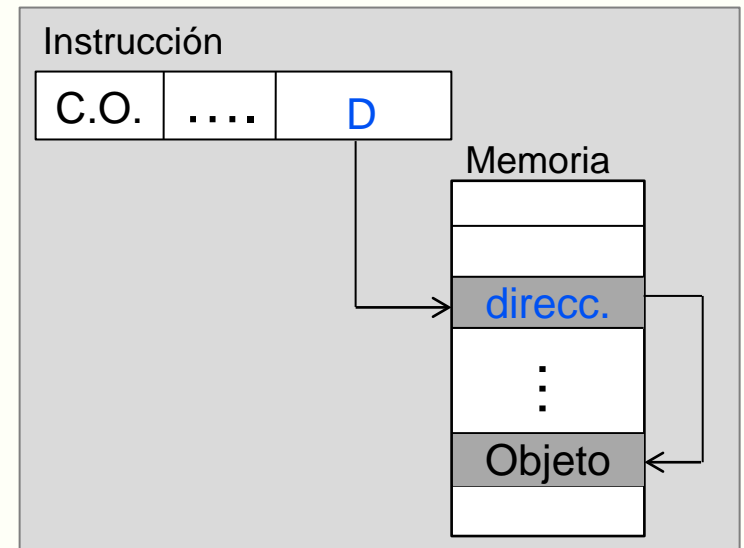 Instrucción
C.O. .... D
Memoria
direcc.
⋮
Objeto